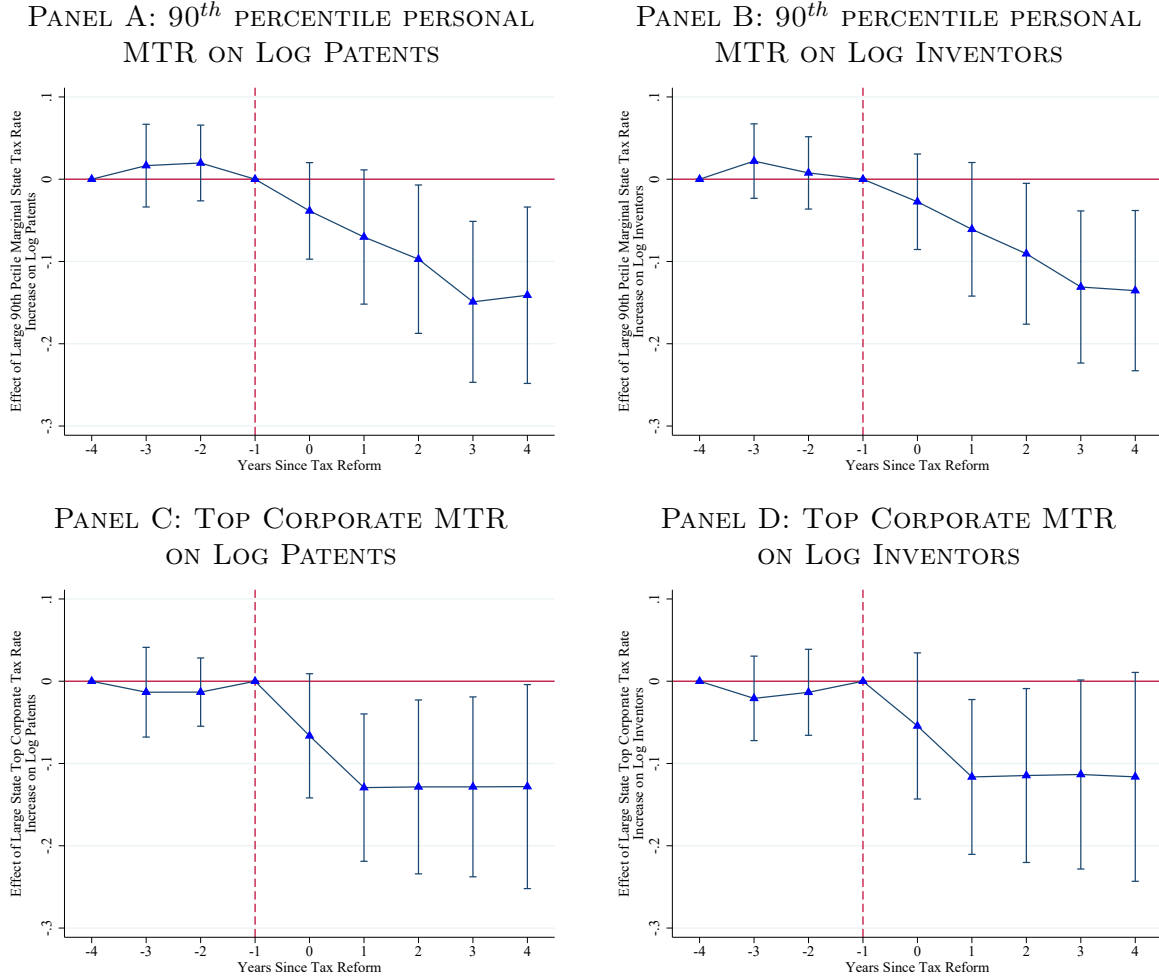 PANEL A: 90th PERCENTILE PERSONAL
MTR ON LOG PATENTS
Effect of Large 90th Pctile Marginal State Tax Rate
Increase on Log Patents
.1
0
-.1
-.2
-.3
-4 -3 -2 -1 0 1 2 3 4
Years Since Tax Reform
PANEL B: 90th PERCENTILE PERSONAL
MTR ON LOG INVENTORS
Effect of Large 90th Pctile Marginal State Tax Rate
Increase on Log Inventors
.1
0
-.1
-.2
-.3
-4 -3 -2 -1 0 1 2 3 4
Years Since Tax Reform
PANEL C: TOP CORPORATE MTR
ON LOG PATENTS
Effect of Large State Top Corporate Tax Rate
Increase on Log Patents
.1
0
-.1
-.2
-.3
-4 -3 -2 -1 0 1 2 3 4
Years Since Tax Reform
PANEL D: TOP CORPORATE MTR
ON LOG INVENTORS
Effect of Large State Top Corporate Tax Rate
Increase on Log Inventors
.1
0
-.1
-.2
-.3
-4 -3 -2 -1 0 1 2 3 4
Years Since Tax Reform